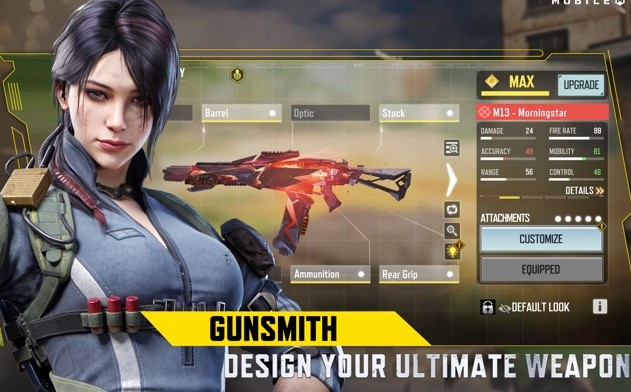 MOBILE
Y
MAX
UPGRADE
Barrel
Optic
Stock
M13 - Morningstar
DAMAGE 24 FIRE RATE 88
ACCURACY 49 MOBILITY 81
RANGE 56 CONTROL 46
DETAILS
ATTACHMENTS
CUSTOMIZE
EQUIPPED
Ammunition
Rear Grip
DEFAULT LOOK
GUNSMITH
DESIGN YOUR ULTIMATE WEAPON